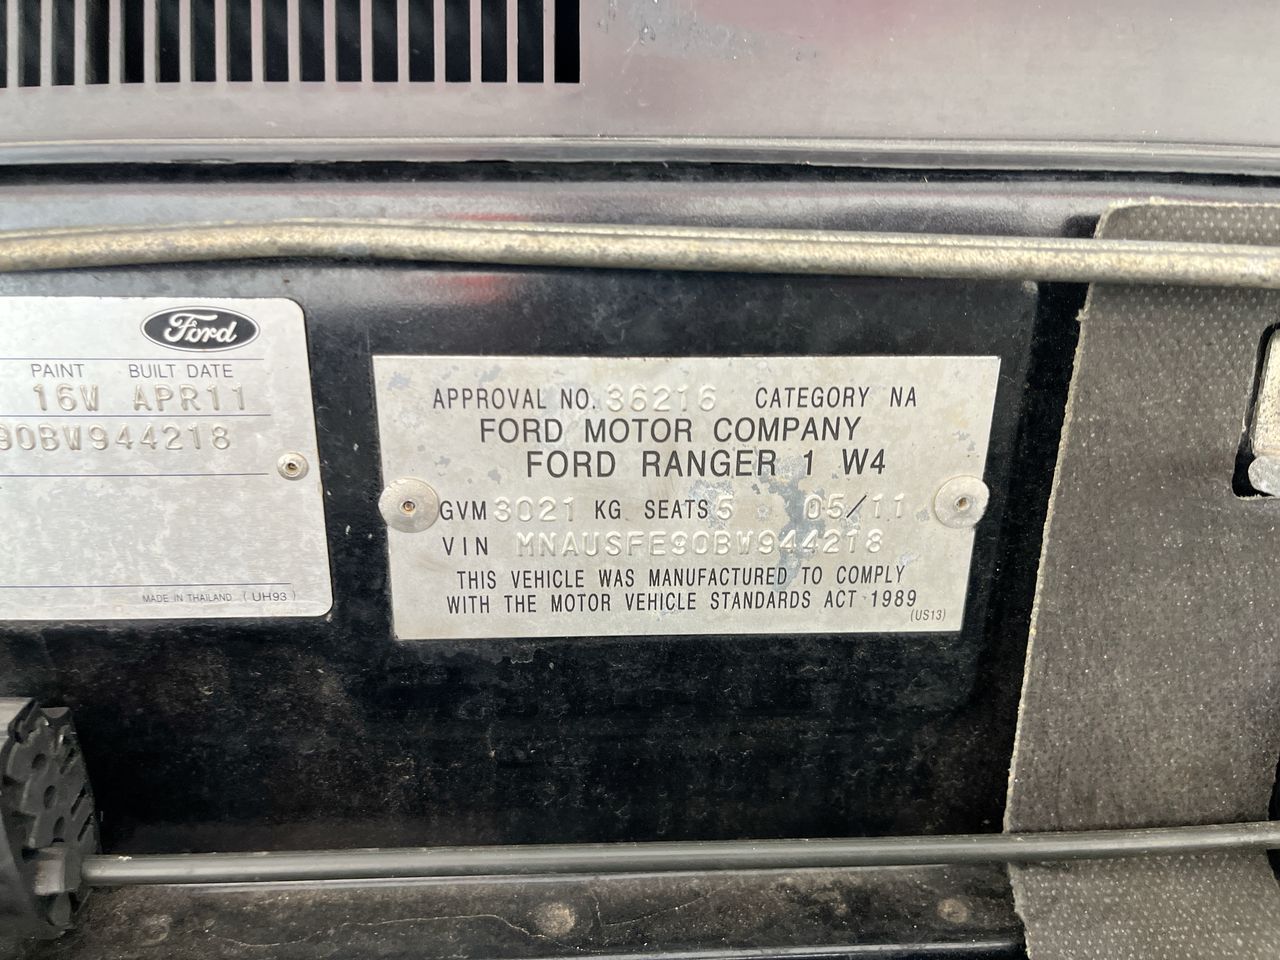 Ford
PAINT BUILT DATE
16W APR11
90BW944218
MADE IN THAILAND (UH93)
APPROVAL NO. 36216 CATEGORY NA
FORD MOTOR COMPANY
FORD RANGER 1 W4
GVM 3021 KG SEATS 5 05/11
VIN MNAUSFE90BW944218
THIS VEHICLE WAS MANUFACTURED TO COMPLY
WITH THE MOTOR VEHICLE STANDARDS ACT 1989
(US13)